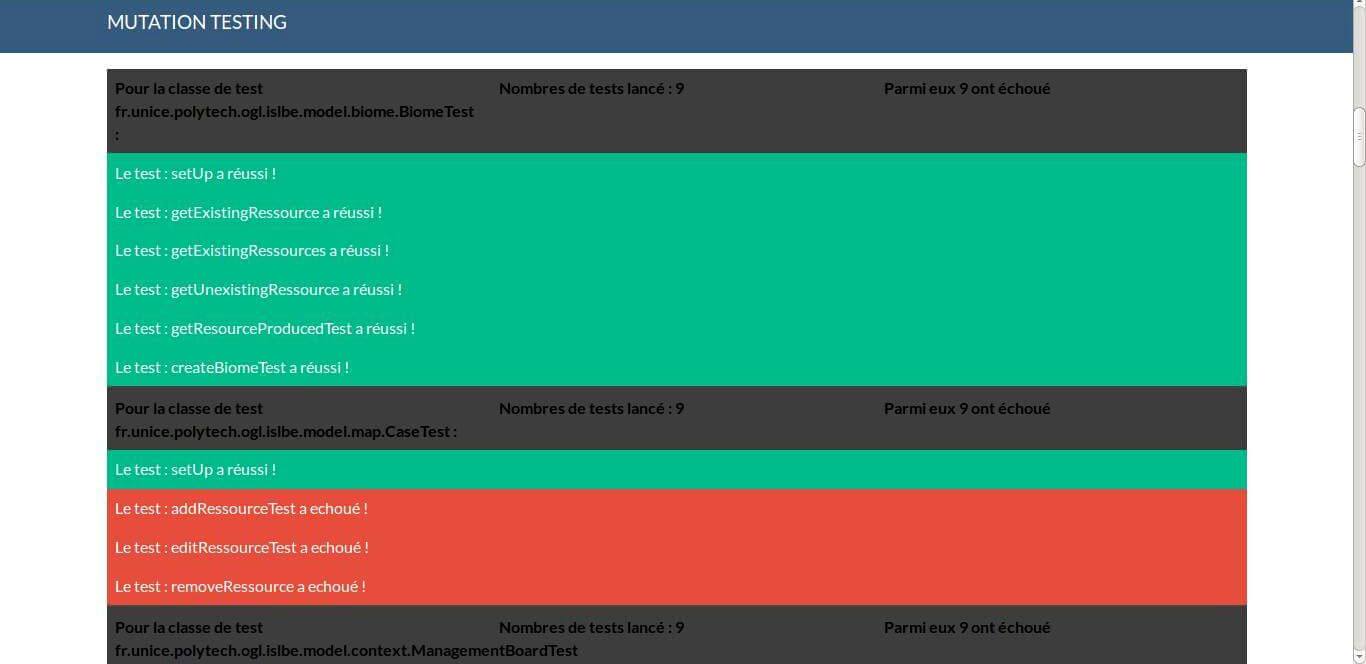 MUTATION TESTING
Pour la classe de test Nombres de tests lancé : 9 Parmi eux 9 ont échoué
fr.unice.polytech.ogl.islbe.model.biome.BiomeTest
:
Le test : setUp a réussi !
Le test : getExistingRessource a réussi !
Le test : getExistingRessources a réussi !
Le test : getUnexistingRessource a réussi !
Le test : getResourceProducedTest a réussi !
Le test : createBiomeTest a réussi !
Pour la classe de test Nombres de tests lancé : 9 Parmi eux 9 ont échoué
fr.unice.polytech.ogl.islbe.model.map.CaseTest :
Le test : setUp a réussi !
Le test : addRessourceTest a echoué !
Le test : editRessourceTest a echoué !
Le test : removeRessource a echoué !
Pour la classe de test Nombres de tests lancé : 9 Parmi eux 9 ont échoué
fr.unice.polytech.ogl.islbe.model.context.ManagementBoardTest